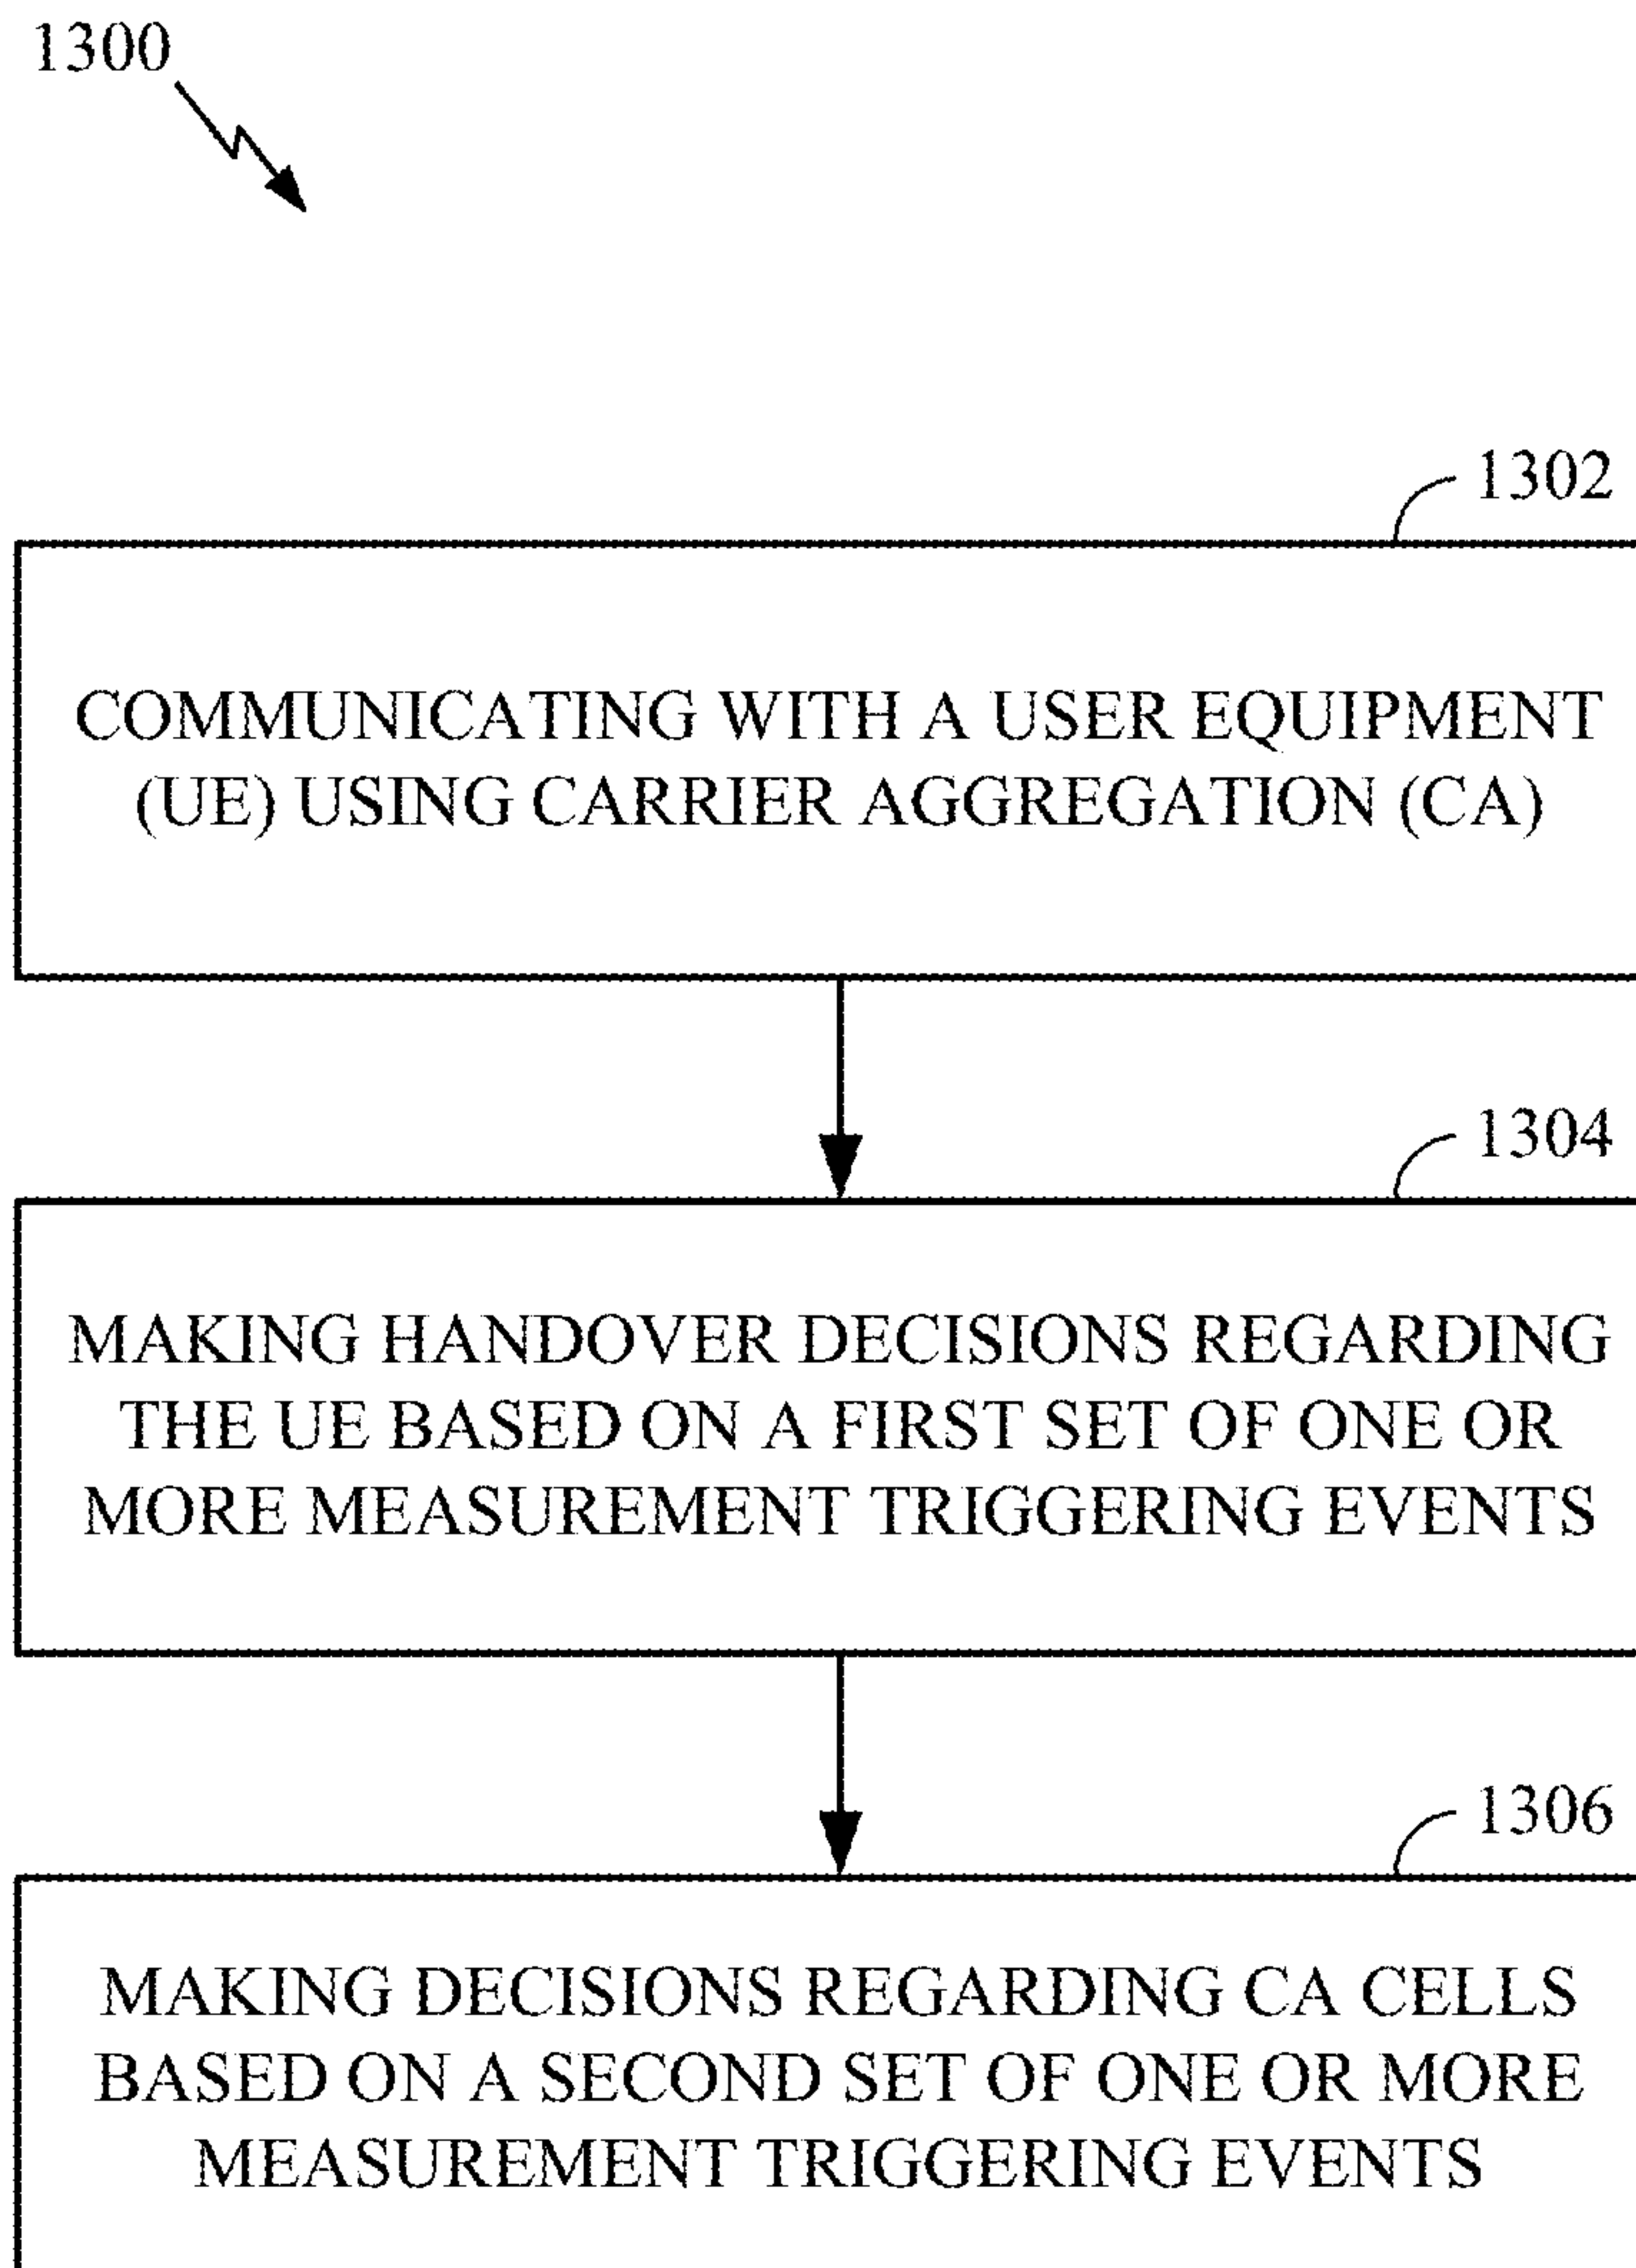 1300
1302
COMMUNICATING WITH A USER EQUIPMENT
(UE) USING CARRIER AGGREGATION (CA)
1304
MAKING HANDOVER DECISIONS REGARDING
THE UE BASED ON A FIRST SET OF ONE OR
MORE MEASUREMENT TRIGGERING EVENTS
1306
MAKING DECISIONS REGARDING CA CELLS
BASED ON A SECOND SET OF ONE OR MORE
MEASUREMENT TRIGGERING EVENTS